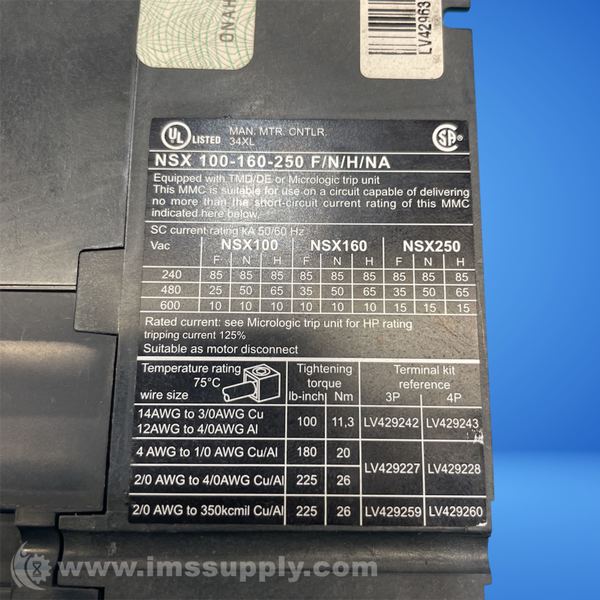 ONAH
LV42963
UL LISTED MAN. MTR. CNTLR.
34XL
SA
NSX 100-160-250 F/N/H/NA
Equipped with TMD/DE or Micrologic trip unit
This MMC is suitable for use on a circuit capable of delivering
no more than the short-circuit current rating of this MMC
indicated here below.
SC current rating kA 50/60 Hz
Vac NSX100 NSX160 NSX250
F N H F N H F N H
240 85 85 85 85 85 85 85 85 85
480 25 50 65 35 50 65 35 50 65
600 10 10 10 10 10 10 15 15 15
Rated current: see Micrologic trip unit for HP rating
tripping current 125%
Suitable as motor disconnect
Temperature rating Tightening Terminal kit
75°C torque reference
wire size lb-inch Nm 3P 4P
14AWG to 3/0AWG Cu
12AWG to 4/0AWG Al 100 11,3 LV429242 LV429243
4 AWG to 1/0 AWG Cu/Al 180 20
LV429227 LV429228
2/0 AWG to 4/0AWG Cu/Al 225 26
2/0 AWG to 350kcmil Cu/Al 225 26 LV429259 LV429260
www.imssupply.com